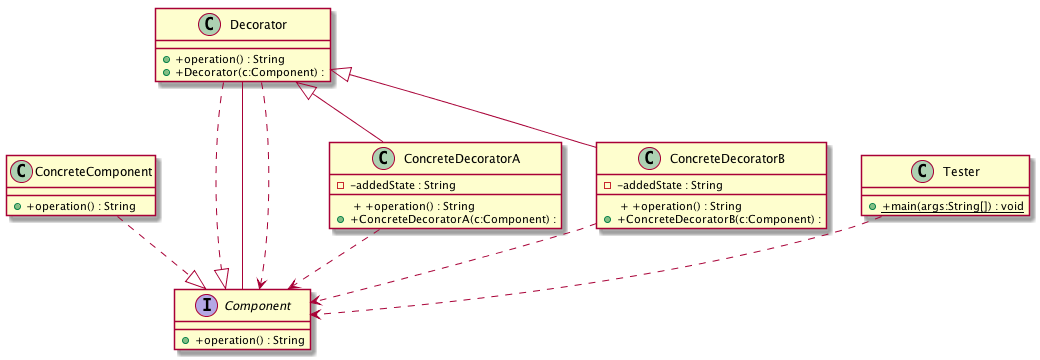 C Decorator
+operation() : String
+Decorator(c:Component) :
C ConcreteComponent
+operation() : String
C ConcreteDecoratorA
-addedState : String
+ +operation() : String
+ConcreteDecoratorA(c:Component) :
C ConcreteDecoratorB
-addedState : String
+ +operation() : String
+ConcreteDecoratorB(c:Component) :
C Tester
+main(args:String[]) : void
I Component
+operation() : String